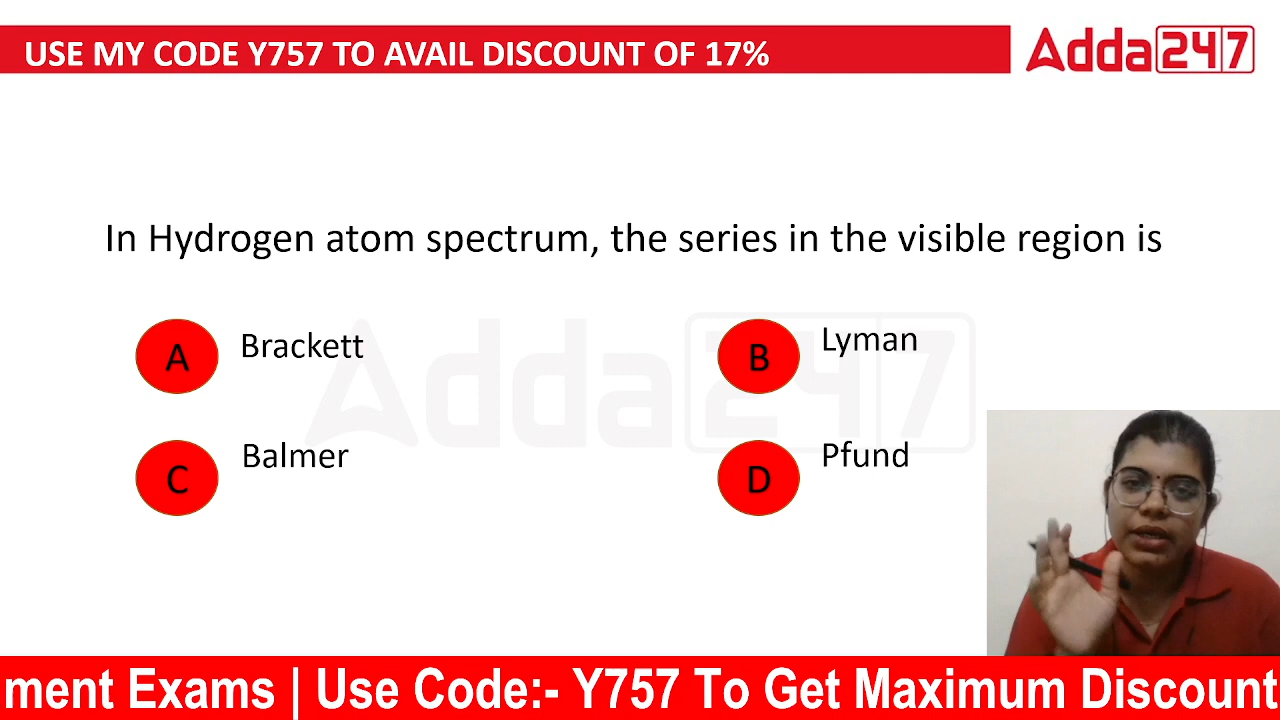 USE MY CODE Y757 TO AVAIL DISCOUNT OF 17%
Adda247
In Hydrogen atom spectrum, the series in the visible region is
A Brackett
B Lyman
C Balmer
D Pfund
Adda247
ment Exams | Use Code:- Y757 To Get Maximum Discount